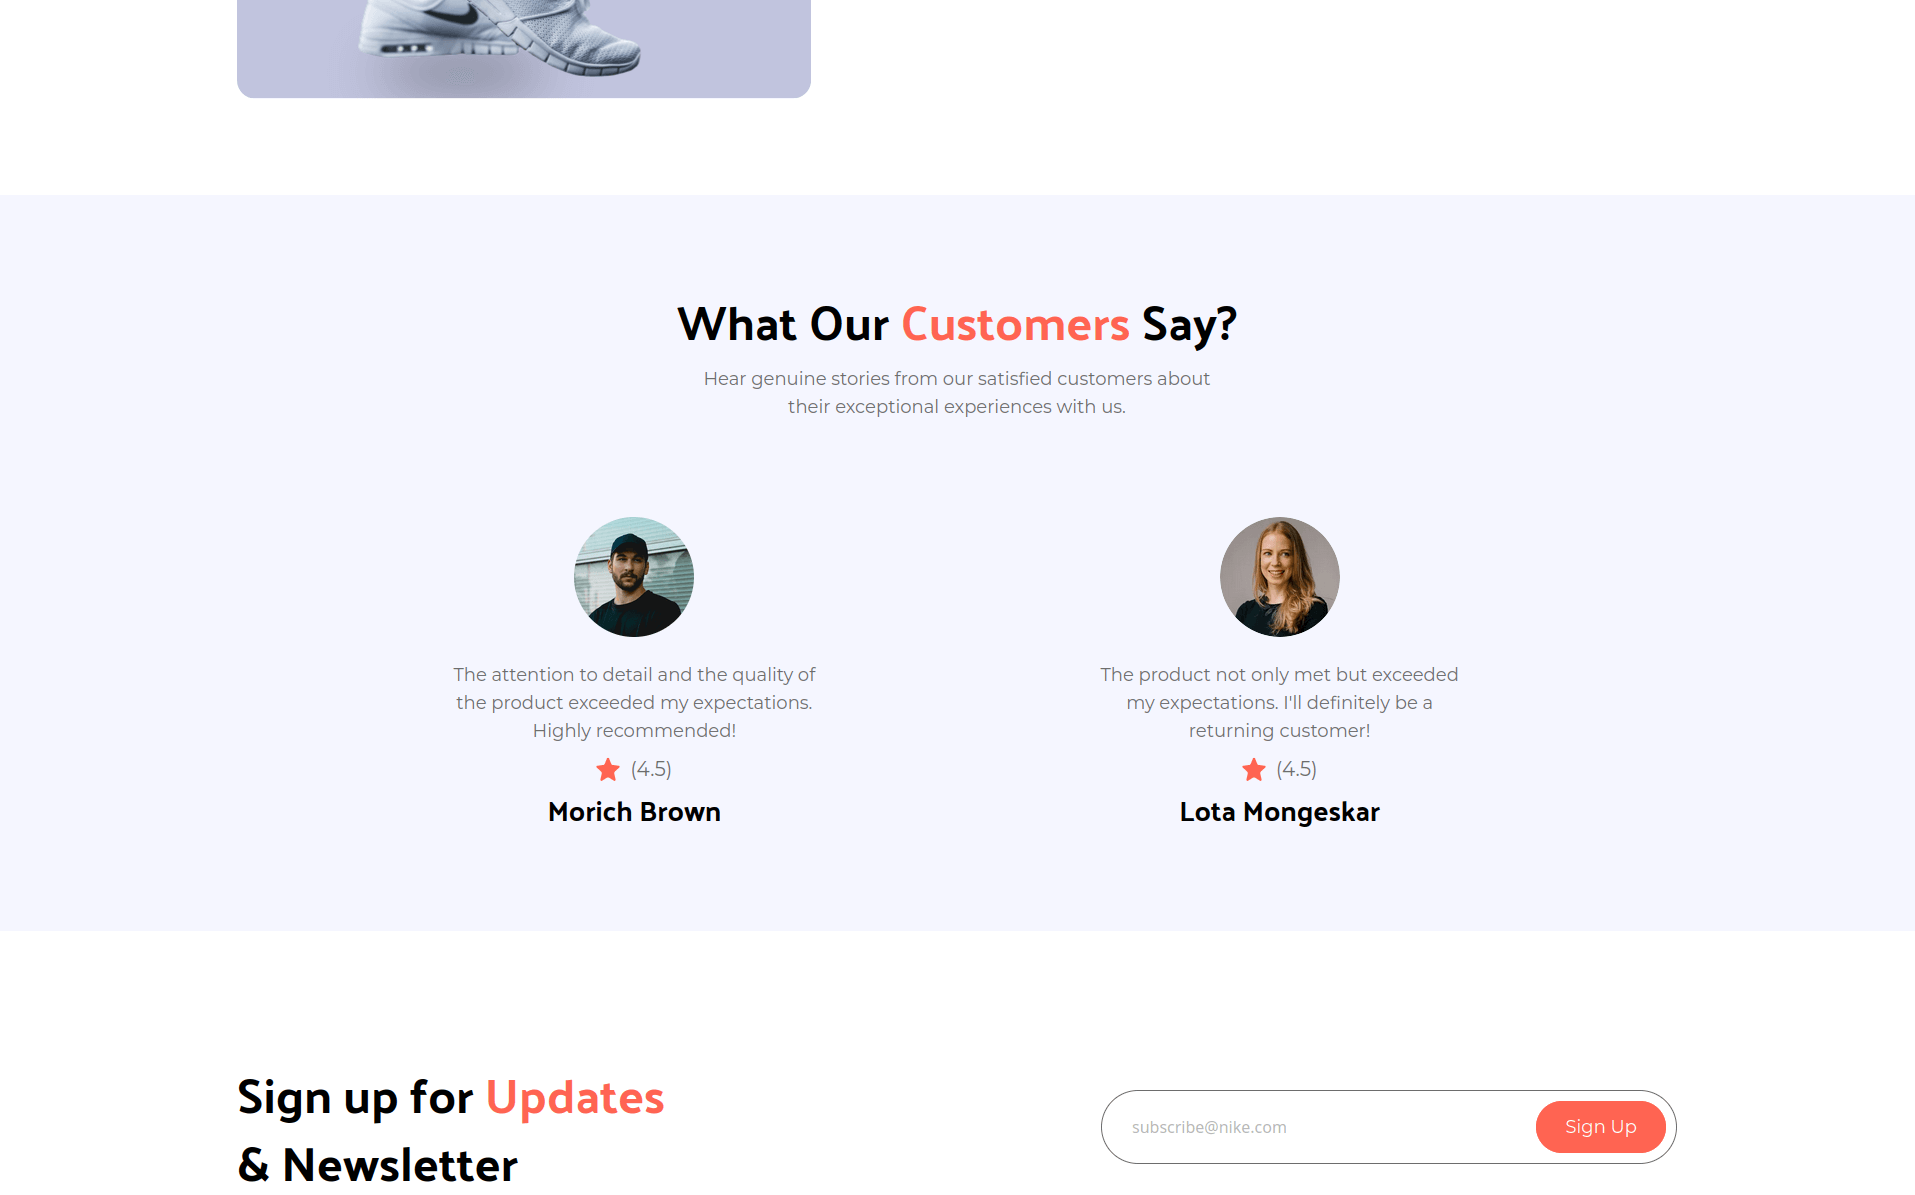 What Our Customers Say?
Hear genuine stories from our satisfied customers about
their exceptional experiences with us.
The attention to detail and the quality of
the product exceeded my expectations.
Highly recommended!
(4.5)
Morich Brown
The product not only met but exceeded
my expectations. I'll definitely be a
returning customer!
(4.5)
Lota Mongeskar
Sign up for Updates
& Newsletter
subscribe@nike.com
Sign Up